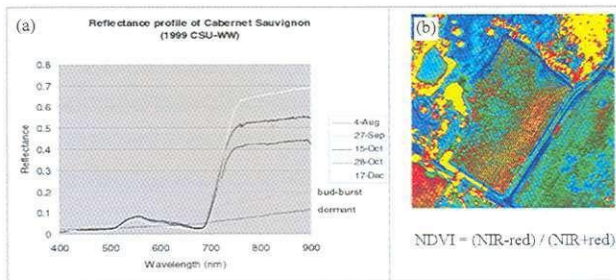 (a)
Reflectance profile of Cabernet Sauvignon
(1999 CSU-WW)
0.8
0.7
0.6
0.5
0.4
0.3
0.2
0.1
0
Reflectance
400
500
600
700
800
900
Wavelength (nm)
4-Aug
27-Sep
15-Oct
28-Oct
17-Dec
bud-burst
dormant
(b)
NDVI = (NIR-red) / (NIR+red)